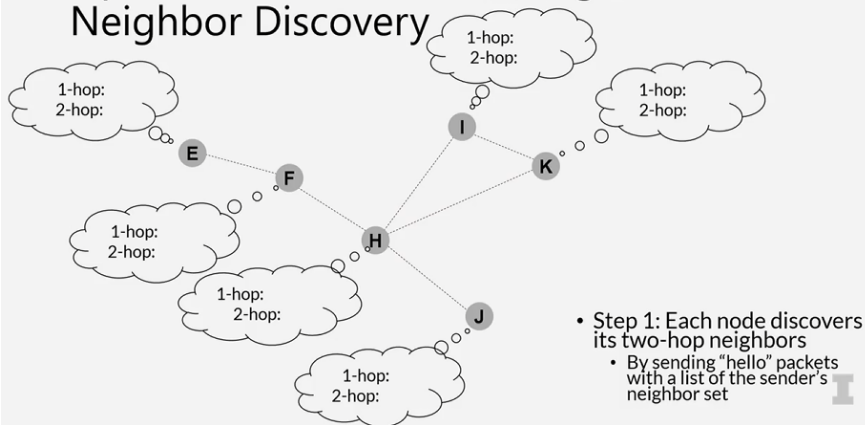 Neighbor Discovery
1-hop:
2-hop:
1-hop:
2-hop:
1-hop:
2-hop:
I
E
K
F
1-hop:
2-hop:
H
1-hop:
2-hop:
J
1-hop:
2-hop:
• Step 1: Each node discovers
its two-hop neighbors
• By sending “hello” packets
with a list of the sender’s
neighbor set
I